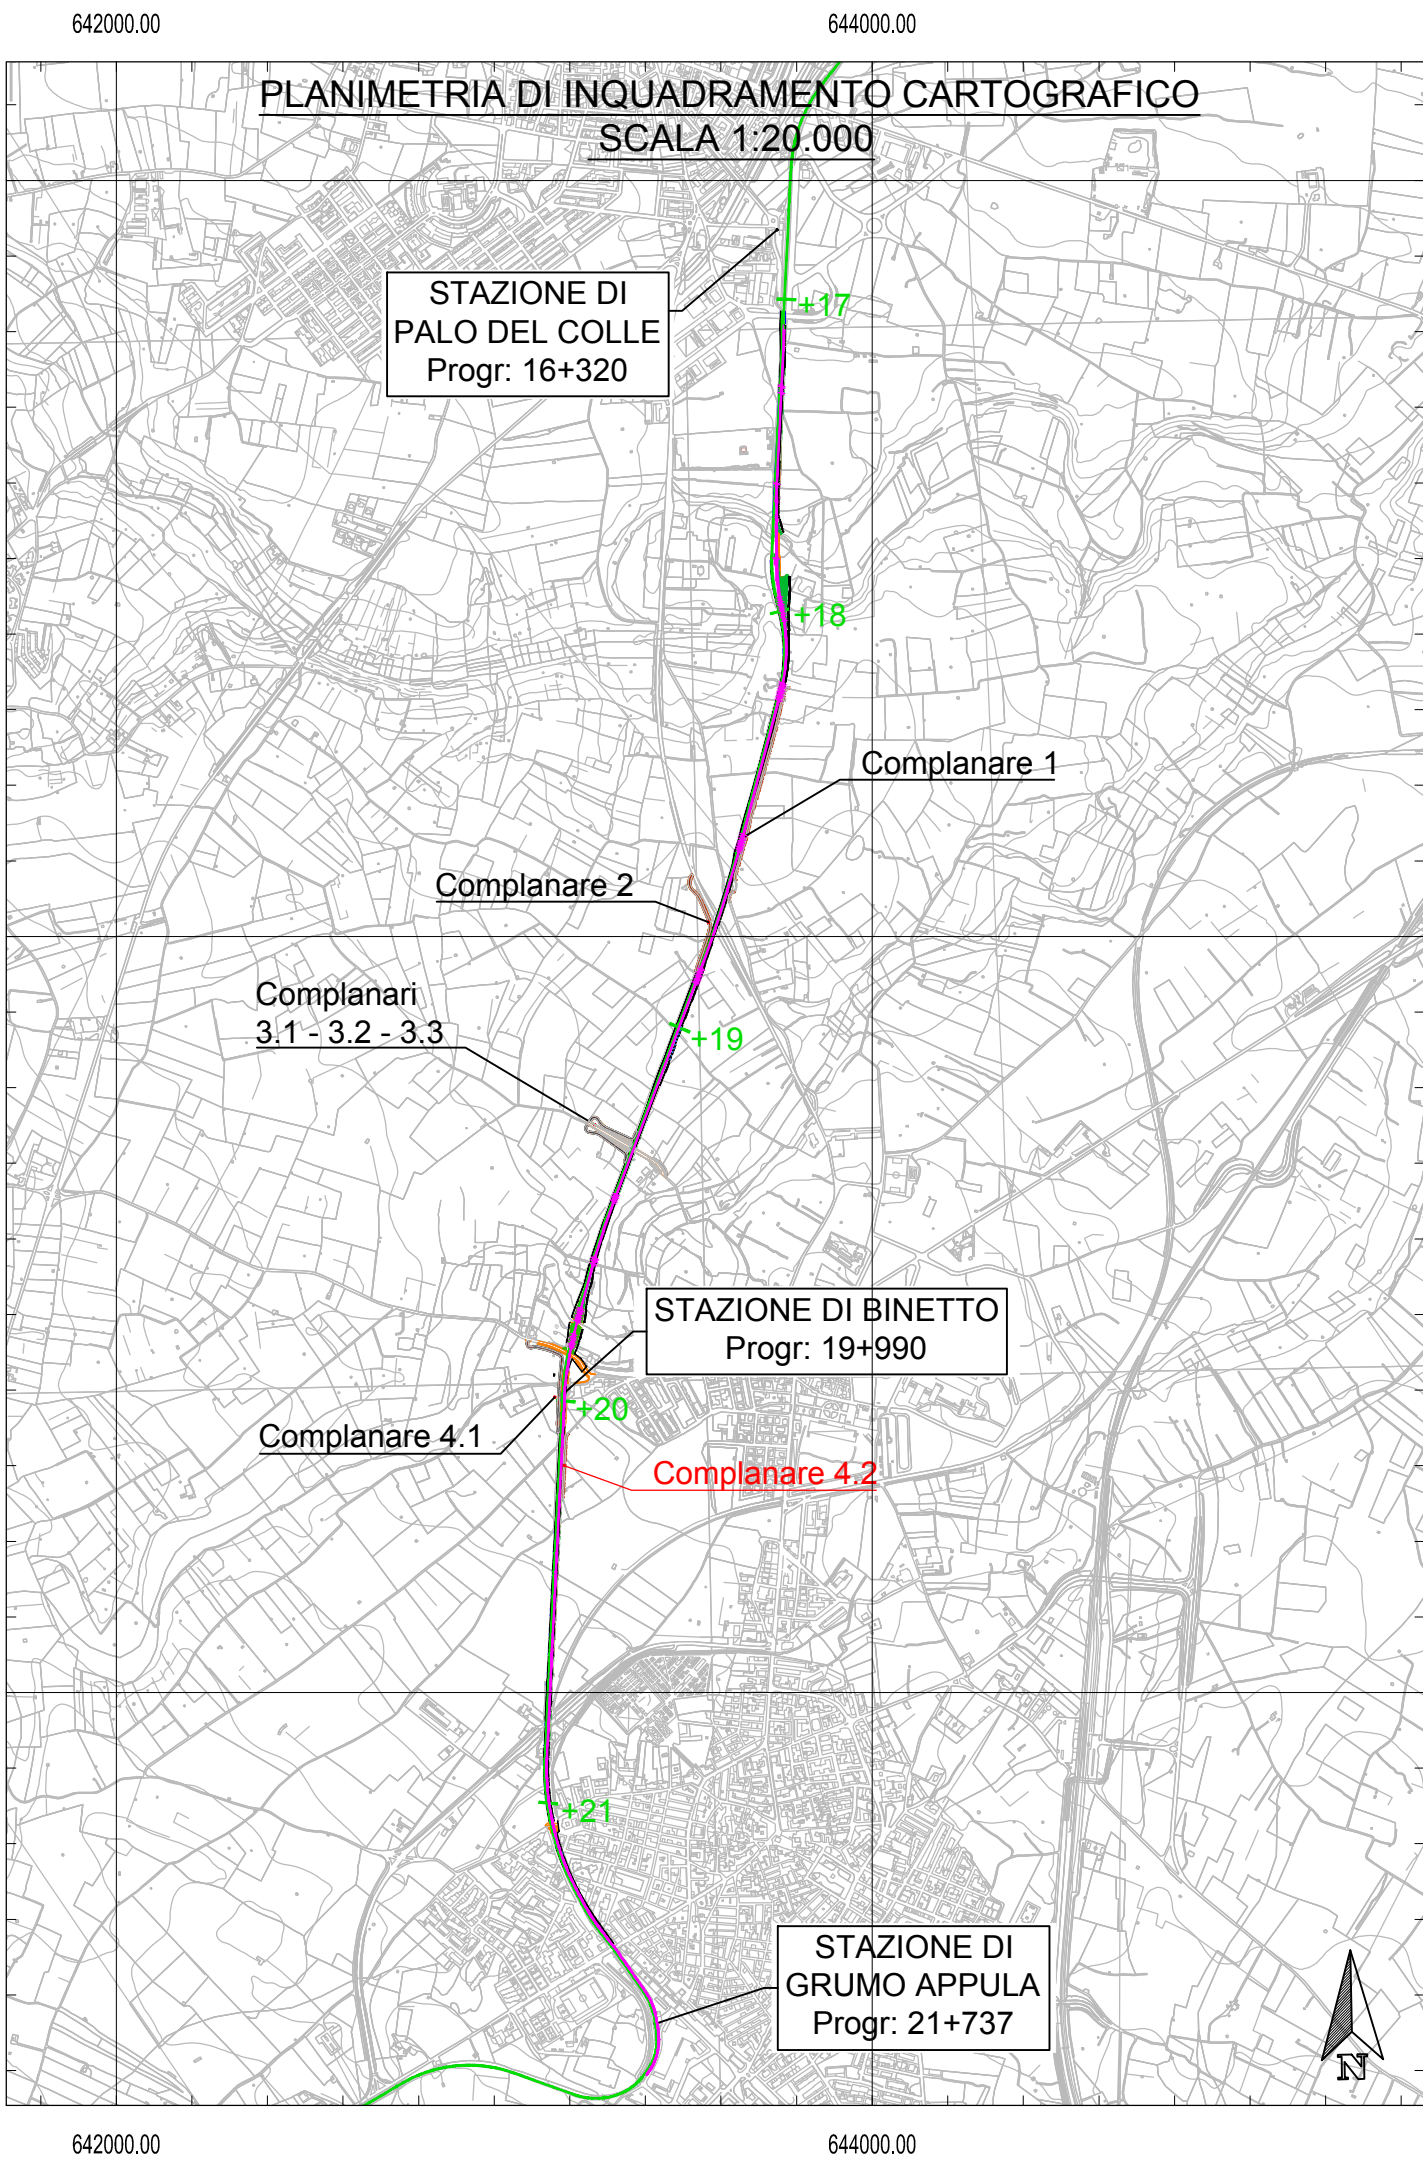 642000.00
644000.00
PLANIMETRIA DI INQUADRAMENTO CARTOGRAFICO
SCALA 1:20.000
STAZIONE DI
PALO DEL COLLE
Progr: 16+320
+17
+18
Complanare 1
Complanare 2
Complanari
3.1 - 3.2 - 3.3
+19
STAZIONE DI BINETTO
Progr: 19+990
+20
Complanare 4.1
Complanare 4.2
+21
STAZIONE DI
GRUMO APPULA
Progr: 21+737
N
642000.00
644000.00